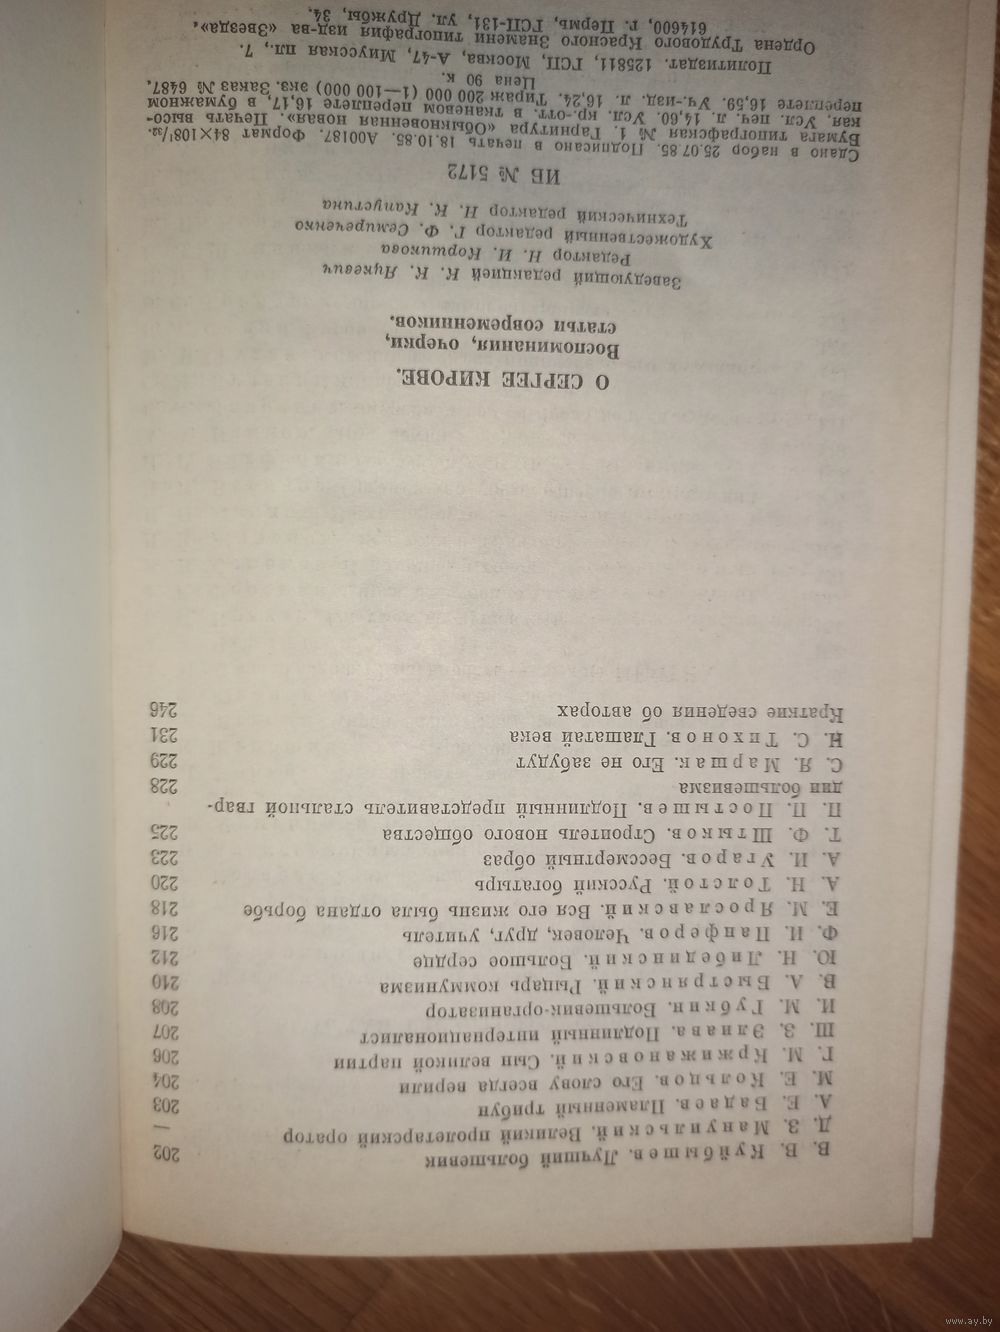 В. В. Куйбышев. Лучший большевик 202
Д. З. Мануильский. Великий пролетарский оратор —
А. Е. Бадаев. Пламенный трибун 203
М. Е. Кольцов. Его слову всегда верили 204
Г. М. Кржижановский. Сын великой партии 206
Ш. З. Элиава. Подлинный интернационалист 207
И. М. Губкин. Большевик-организатор 208
В. А. Быстрянский. Рыцарь коммунизма 210
Ю. Н. Либединский. Большое сердце 212
Ф. И. Панферов. Человек, друг, учитель 216
Е. М. Ярославский. Вся его жизнь была отдана борьбе 218
А. Н. Толстой. Русский богатырь 220
А. И. Угаров. Бессмертный образ 223
Т. Ф. Штыков. Строитель нового общества 225
П. П. Постышев. Подлинный представитель стальной гвар-
дии большевизма 228
С. Я. Маршак. Его не забудут 229
Н. С. Тихонов. Глашатай века 231
Краткие сведения об авторах 246
О СЕРГЕЕ КИРОВЕ.
Воспоминания, очерки,
статьи современников.
Заведующий редакцией К. К. Яцкевич
Редактор Н. И. Коршикова
Художественный редактор Г. Ф. Семиреченко
Технический редактор Н. К. Капустина
ИБ № 5172
Сдано в набор 25.07.85. Подписано в печать 18.10.85. А00187. Формат 84×108¹/₃₂.
Бумага типографская № 1. Гарнитура «Обыкновенная новая». Печать высо-
кая. Усл. печ. л. 14,60. Усл. кр.-отт. в тканевом переплете 16,17, в бумажном
переплете 16,59. Уч.-изд. л. 16,24. Тираж 200 000 (1—100 000) экз. Заказ № 6487.
Цена 90 к.
Политиздат. 125811, ГСП, Москва, А-47, Миусская пл., 7.
Ордена Трудового Красного Знамени типография изд-ва «Звезда»,
614600, г. Пермь, ГСП-131, ул. Дружбы, 34.
www.ay.by